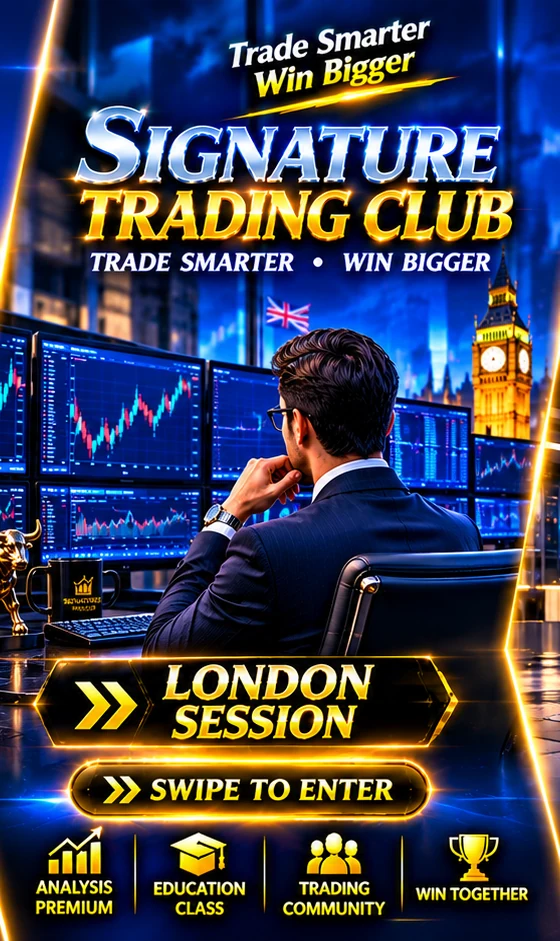 Trade Smarter
Win Bigger
SIGNATURE
TRADING CLUB
TRADE SMARTER • WIN BIGGER
LONDON
SESSION
SWIPE TO ENTER
ANALYSIS
PREMIUM
EDUCATION
CLASS
TRADING
COMMUNITY
WIN TOGETHER